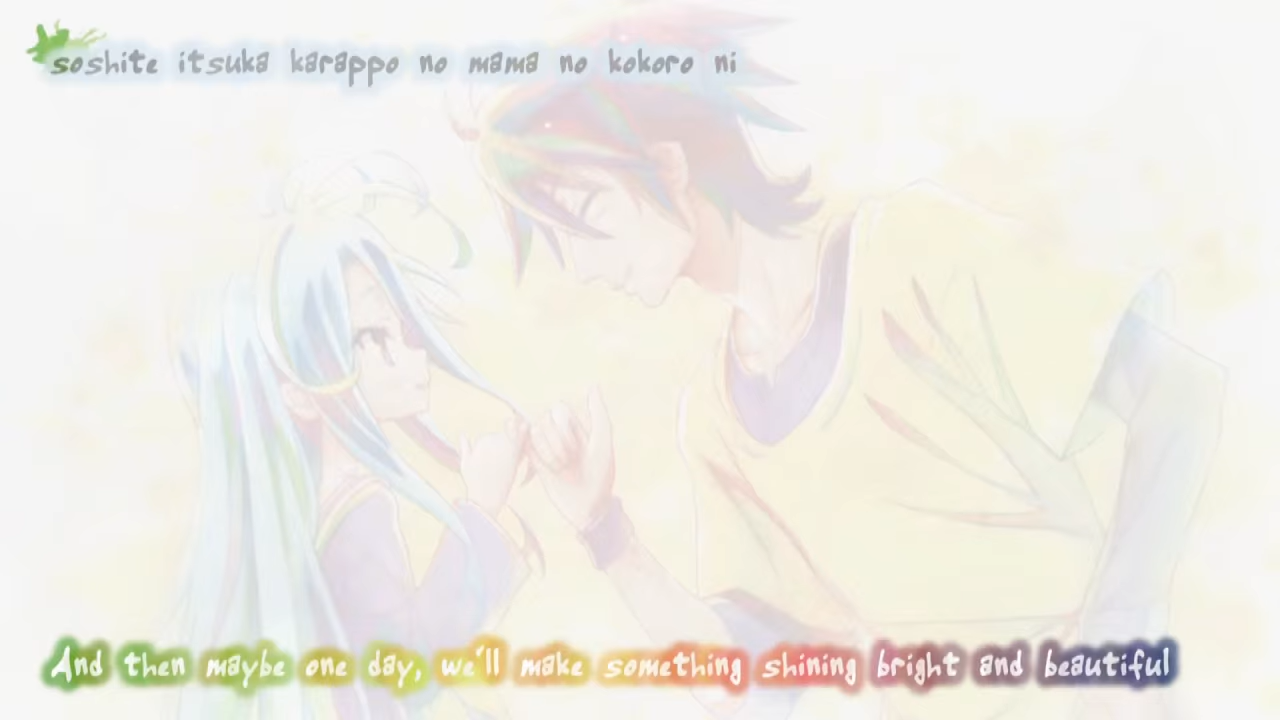 soshite itsuka karappo no mama no kokoro ni
And then maybe one day, we'll make something shining bright and beautiful